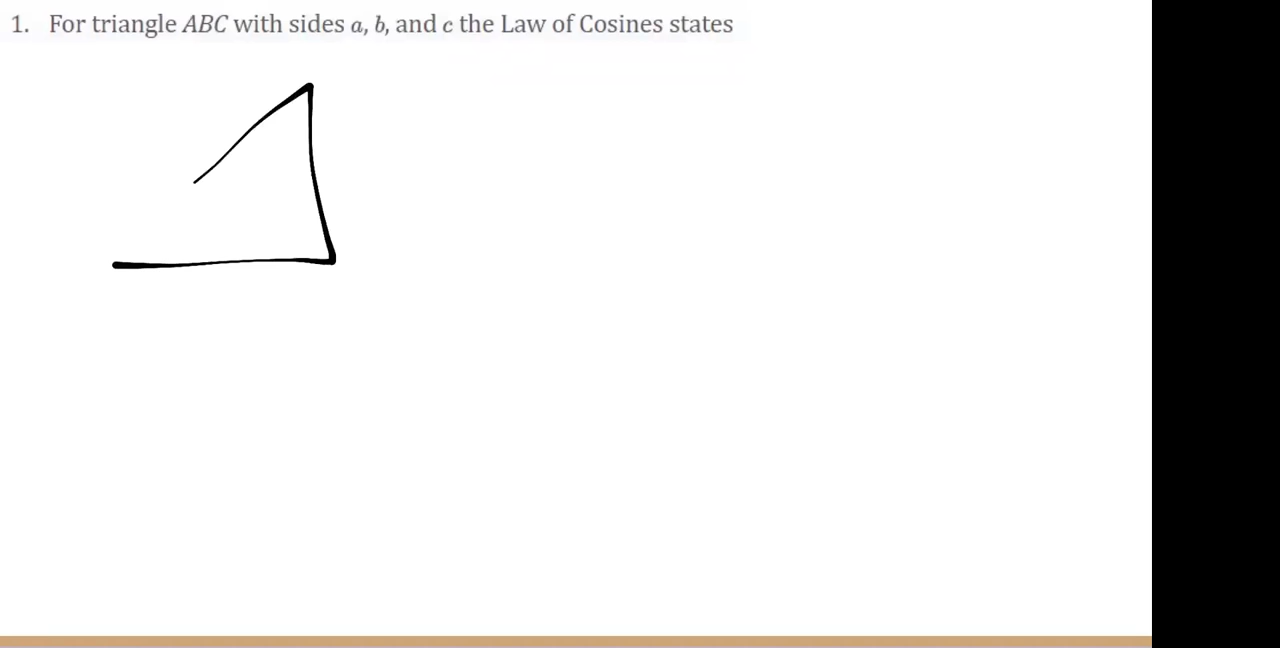 1. For triangle ABC with sides a, b, and c the Law of Cosines states